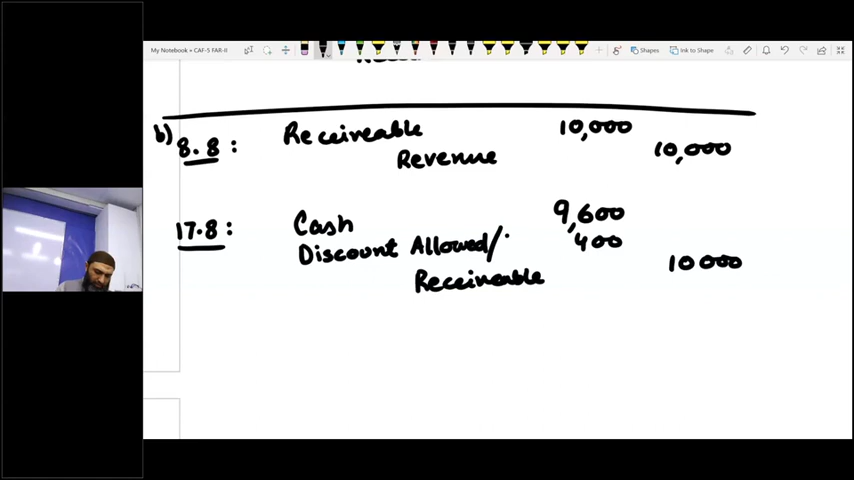 My Notebook » CAF-5 FAR-II
Shapes
Ink to Shape
b) 8.8 : Receiveable 10,000
Revenue 10,000
17.8 : Cash 9,600
Discount Allowed/ 400
Receiveable 10000